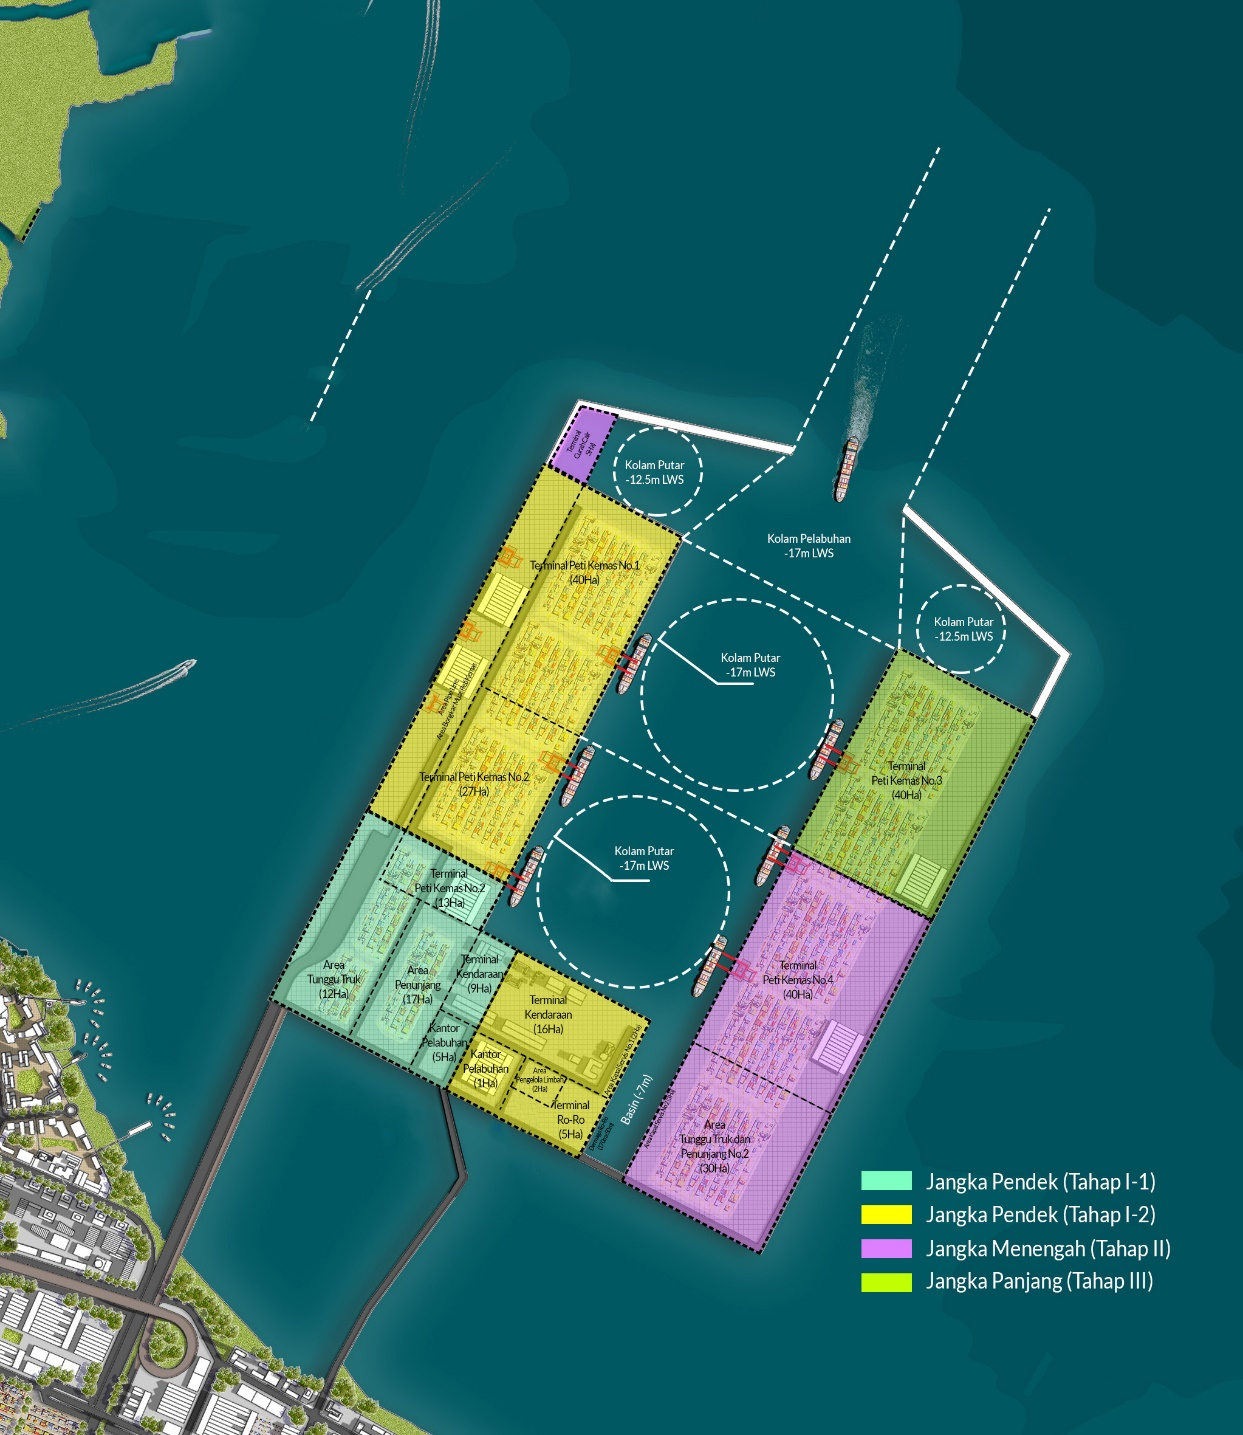 Terminal
Curah Cair
Kolam Putar
-12.5m LWS
Kolam Pelabuhan
-17m LWS
Terminal Peti Kemas No.1
(40Ha)
Kolam Putar
-12.5m LWS
Kolam Putar
-17m LWS
Terminal Peti Kemas No.2
(27Ha)
Terminal
Peti Kemas No.3
(40Ha)
Kolam Putar
-17m LWS
Terminal
Peti Kemas No.2
(13Ha)
Area
Tunggu Truk
(12Ha)
Area
Penunjang
(17Ha)
Terminal
Kendaraan
(9Ha)
Terminal
Kendaraan
(16Ha)
Terminal
Peti Kemas No.4
(40Ha)
Kantor
Pelabuhan
(5Ha)
Kantor
Pelabuhan
(1Ha)
Area
Pengelola Limbah
(2Ha)
Terminal
Ro-Ro
(5Ha)
Basin (-7m)
Area
Tunggu Truk dan
Penunjang No.2
(30Ha)
Jangka Pendek (Tahap I-1)
Jangka Pendek (Tahap I-2)
Jangka Menengah (Tahap II)
Jangka Panjang (Tahap III)